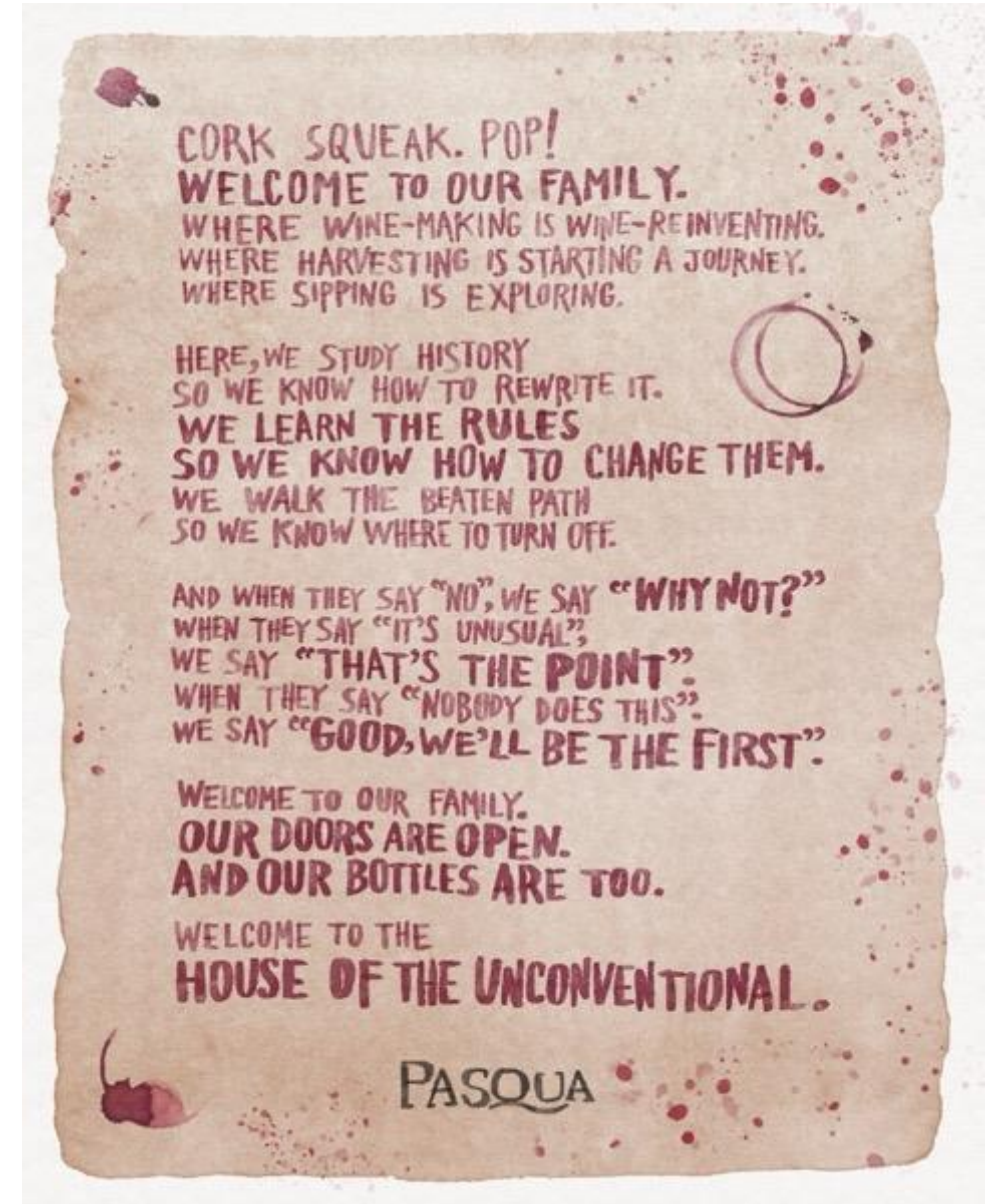 CORK SQUEAK. POP!
WELCOME TO OUR FAMILY.
WHERE WINE-MAKING IS WINE-REINVENTING.
WHERE HARVESTING IS STARTING A JOURNEY.
WHERE SIPPING IS EXPLORING.
HERE, WE STUDY HISTORY
SO WE KNOW HOW TO REWRITE IT.
WE LEARN THE RULES
SO WE KNOW HOW TO CHANGE THEM.
WE WALK THE BEATEN PATH
SO WE KNOW WHERE TO TURN OFF.
AND WHEN THEY SAY “NO”, WE SAY “WHY NOT?”
WHEN THEY SAY “IT'S UNUSUAL”,
WE SAY “THAT'S THE POINT”.
WHEN THEY SAY “NOBODY DOES THIS”.
WE SAY “GOOD, WE'LL BE THE FIRST”.
WELCOME TO OUR FAMILY.
OUR DOORS ARE OPEN.
AND OUR BOTTLES ARE TOO.
WELCOME TO THE
HOUSE OF THE UNCONVENTIONAL.
PASQUA